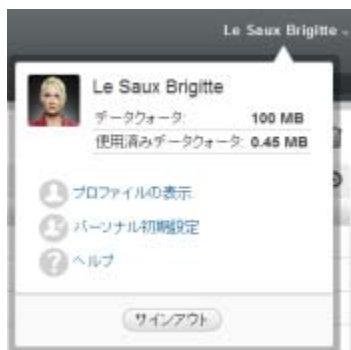 Le Saux Brigitte
Le Saux Brigitte
データクォータ: 100 MB
使用済みデータクォータ: 0.45 MB
プロファイルの表示
パーソナル初期設定
ヘルプ
サインアウト